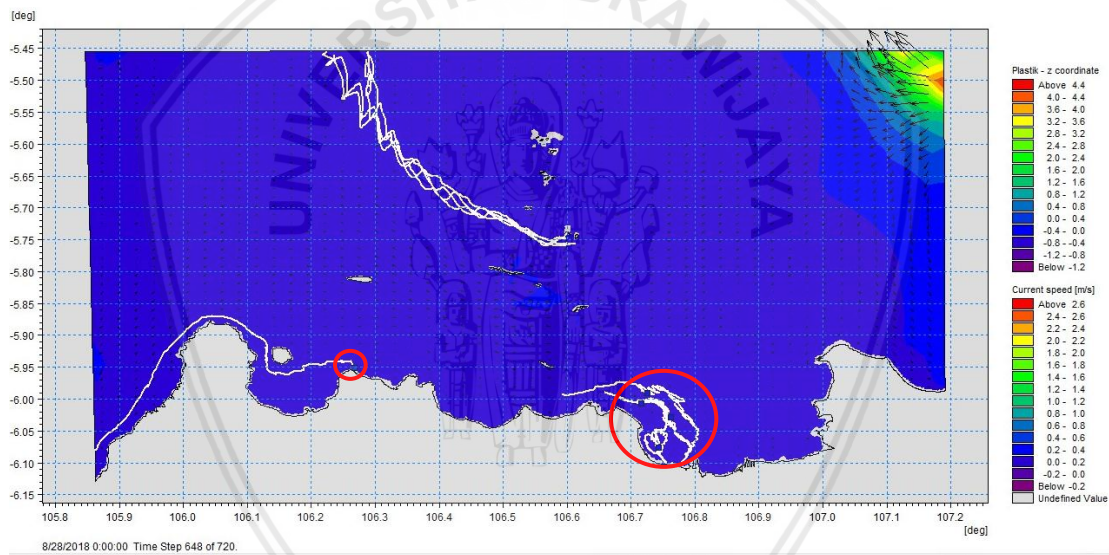 [deg]
-5.45
-5.50
-5.55
-5.60
-5.65
-5.70
-5.75
-5.80
-5.85
-5.90
-5.95
-6.00
-6.05
-6.10
-6.15
105.8 105.9 106.0 106.1 106.2 106.3 106.4 106.5 106.6 106.7 106.8 106.9 107.0 107.1 107.2
[deg]
8/28/2018 0:00:00 Time Step 648 of 720.
Plastik - z coordinate
Above 4.4
4.0 - 4.4
3.6 - 4.0
3.2 - 3.6
2.8 - 3.2
2.4 - 2.8
2.0 - 2.4
1.6 - 2.0
1.2 - 1.6
0.8 - 1.2
0.4 - 0.8
0.0 - 0.4
-0.4 - 0.0
-0.8 - -0.4
-1.2 - -0.8
Below -1.2
Current speed [m/s]
Above 2.6
2.4 - 2.6
2.2 - 2.4
2.0 - 2.2
1.8 - 2.0
1.6 - 1.8
1.4 - 1.6
1.2 - 1.4
1.0 - 1.2
0.8 - 1.0
0.6 - 0.8
0.4 - 0.6
0.2 - 0.4
0.0 - 0.2
-0.2 - 0.0
Below -0.2
Undefined Value
UNIVERSITAS BRAWIJAYA